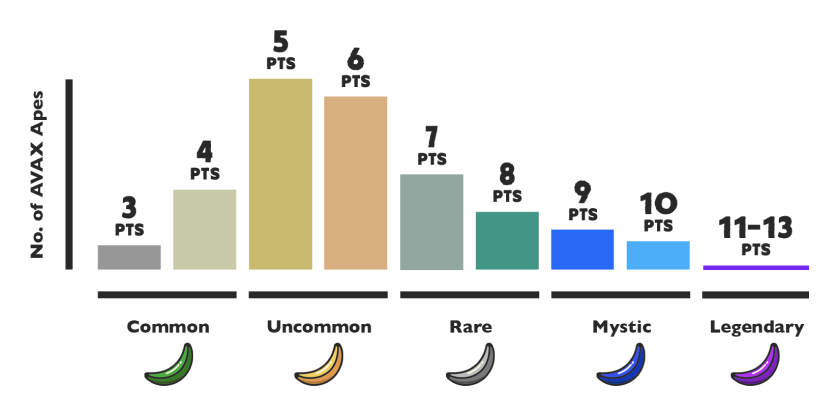 No. of AVAX Apes
3
PTS
4
PTS
5
PTS
6
PTS
7
PTS
8
PTS
9
PTS
10
PTS
11-13
PTS
Common
Uncommon
Rare
Mystic
Legendary